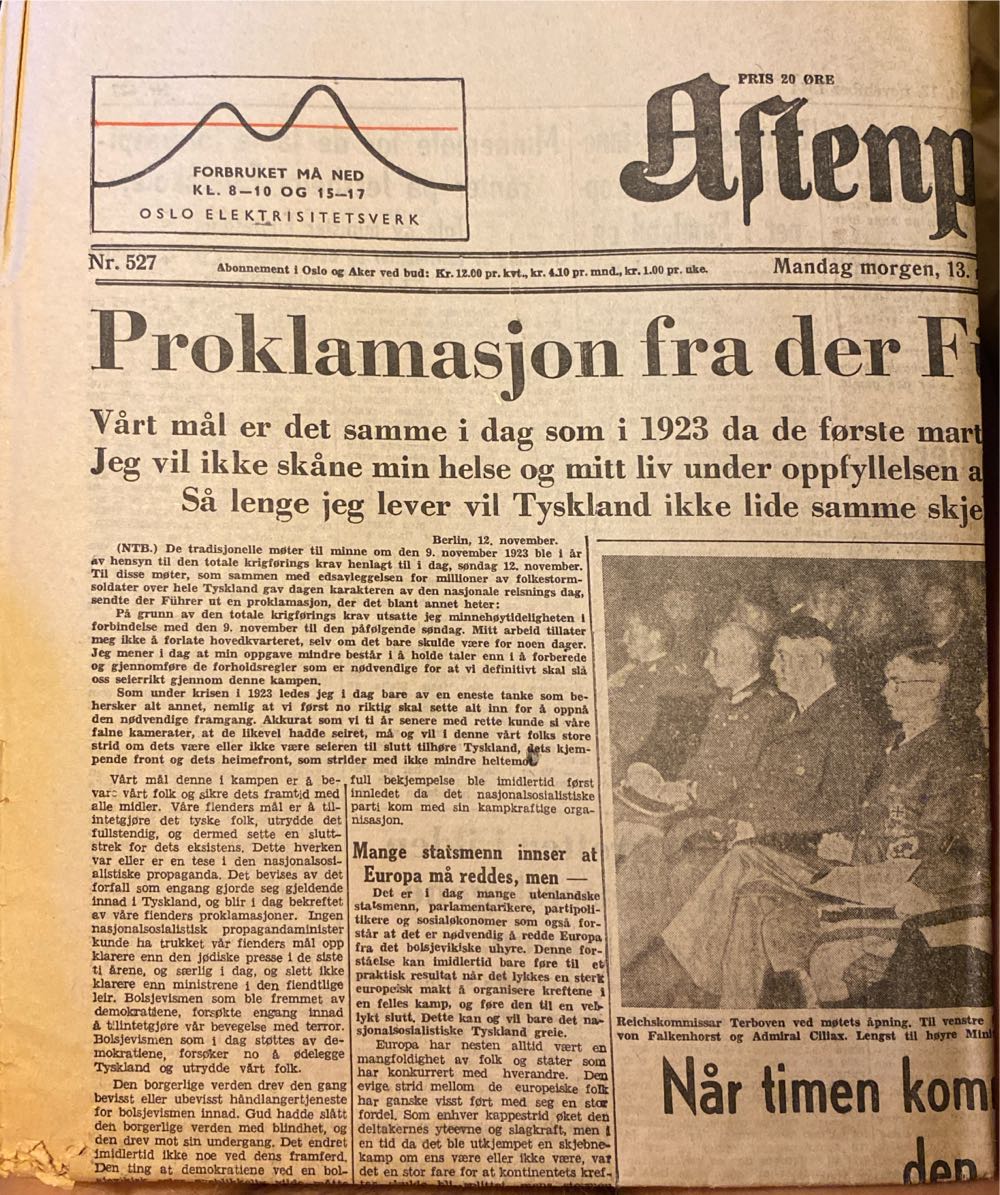 FORBRUKET MÅ NED
KL. 8—10 OG 15—17
OSLO ELEKTRISITETSVERK
PRIS 20 ØRE
Aftenp
Nr. 527
Abonnement i Oslo og Aker ved bud: Kr. 12.00 pr. kvt., kr. 4.10 pr. mnd., kr. 1.00 pr. uke.
Mandag morgen, 13.
Proklamasjon fra der Fü
Vårt mål er det samme i dag som i 1923 da de første mart
Jeg vil ikke skåne min helse og mitt liv under oppfyllelsen a
Så lenge jeg lever vil Tyskland ikke lide samme skje
Berlin, 12. november.
(NTB.) De tradisjonelle møter til minne om den 9. november 1923 ble i år
av hensyn til den totale krigførings krav henlagt til i dag, søndag 12. november.
Til disse møter, som sammen med edsavleggelsen for millioner av folkestorm-
soldater over hele Tyskland gav dagen karakteren av den nasjonale reisnings dag,
sendte der Führer ut en proklamasjon, der det blant annet heter:
På grunn av den totale krigførings krav utsatte jeg minnehøytideligheten i
forbindelse med den 9. november til den påfølgende søndag. Mitt arbeid tillater
meg ikke å forlate hovedkvarteret, selv om det bare skulde være for noen dager.
Jeg mener i dag at min oppgave mindre består i å holde taler enn i å forberede
og gjennomføre de forholdsregler som er nødvendige for at vi definitivt skal slå
oss seierrikt gjennom denne kampen.
Som under krisen i 1923 ledes jeg i dag bare av en eneste tanke som be-
hersker alt annet, nemlig at vi først no riktig skal sette alt inn for å oppnå
den nødvendige framgang. Akkurat som vi ti år senere med rette kunde si våre
falne kamerater, at de likevel hadde seiret, må og vil i denne vårt folks store
strid om dets være eller ikke være seieren til slutt tilhøre Tyskland, dets kjem-
pende front og dets heimefront, som strider med ikke mindre heltemot.
Vårt mål denne i kampen er å be-
vare vårt folk og sikre dets framtid med
alle midler. Våre fienders mål er å til-
intetgjøre det tyske folk, utrydde det
fullstendig, og dermed sette en slutt-
strek for dets eksistens. Dette hverken
var eller er en tese i den nasjonalsosi-
alistiske propaganda. Det bevises av det
forfall som engang gjorde seg gjeldende
innad i Tyskland, og blir i dag bekreftet
av våre fienders proklamasjoner. Ingen
nasjonalsosialistisk propagandaminister
kunde ha trukket vår fienders mål opp
klarere enn den jødiske presse i de siste
ti årene, og særlig i dag, og slett ikke
klarere enn ministrene i den fiendtlige
leir. Bolsjevismen som ble fremmet av
demokratiene, forsøkte engang innad
å tilintetgjøre vår bevegelse med terror.
Bolsjevismen som i dag støttes av de-
mokratiene, forsøker no å ødelegge
Tyskland og utrydde vårt folk.
Den borgerlige verden drev den gang
bevisst eller ubevisst håndlangertjeneste
for bolsjevismen innad. Gud hadde slått
den borgerlige verden med blindhet, og
den drev mot sin undergang. Det endret
imidlertid ikke noe ved dens framferd.
Den ting at demokratiene ved en bol-
full bekjempelse ble imidlertid først
innledet da det nasjonalsosialistiske
parti kom med sin kampkraftige orga-
nisasjon.
Mange statsmenn innser at
Europa må reddes, men —
Det er i dag mange utenlandske
statsmenn, parlamentarikere, partipoli-
tikere og sosialøkonomer som også for-
står at det er nødvendig å redde Europa
fra det bolsjevikiske uhyre. Denne for-
ståelse kan imidlertid bare føre til et
praktisk resultat når det lykkes en sterk
europeisk makt å organisere kreftene i
en felles kamp, og føre den til en vel-
lykt slutt. Dette kan og vil bare det na-
sjonalsosialistiske Tyskland greie.
Europa har nesten alltid vært en
mangfoldighet av folk og stater som
har konkurrert med hverandre. Den
evige strid mellom de europeiske folk
har ganske visst ført med seg en stor
fordel. Som enhver kappestrid øket den
deltakernes yteevne og slagkraft, men i
en tid da det ble utkjempet en skjebne-
kamp om ens være eller ikke være, var
det en stor fare for at kontinentets kref-
Reichskommissar Terboven ved møtets åpning. Til venstre
von Falkenhorst og Admiral Ciliax. Lengst til høyre Mini
Når timen kom
den